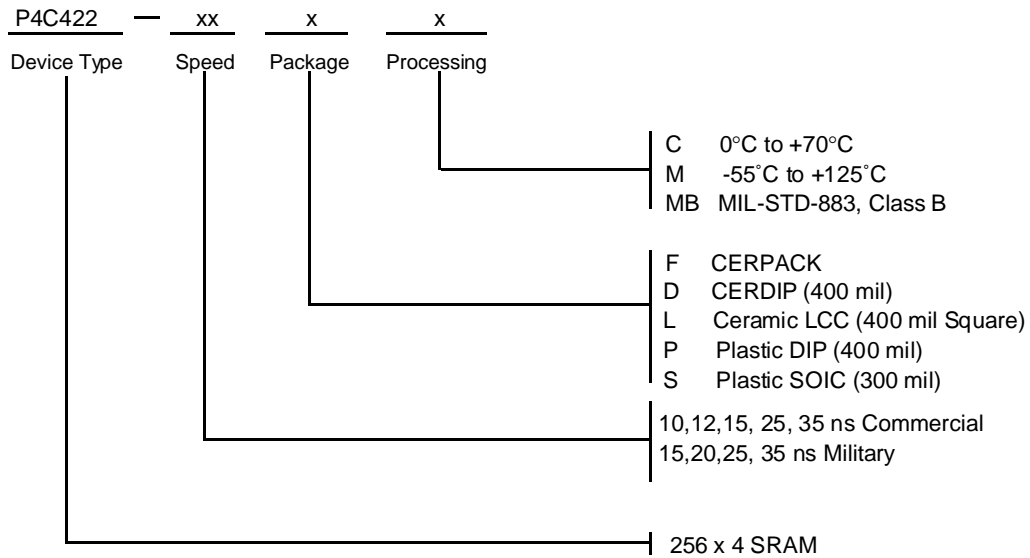 P4C422 — xx x x
Device Type Speed Package Processing
C 0°C to +70°C
M -55˚C to +125˚C
MB MIL-STD-883, Class B
F CERPACK
D CERDIP (400 mil)
L Ceramic LCC (400 mil Square)
P Plastic DIP (400 mil)
S Plastic SOIC (300 mil)
10,12,15, 25, 35 ns Commercial
15,20,25, 35 ns Military
256 x 4 SRAM